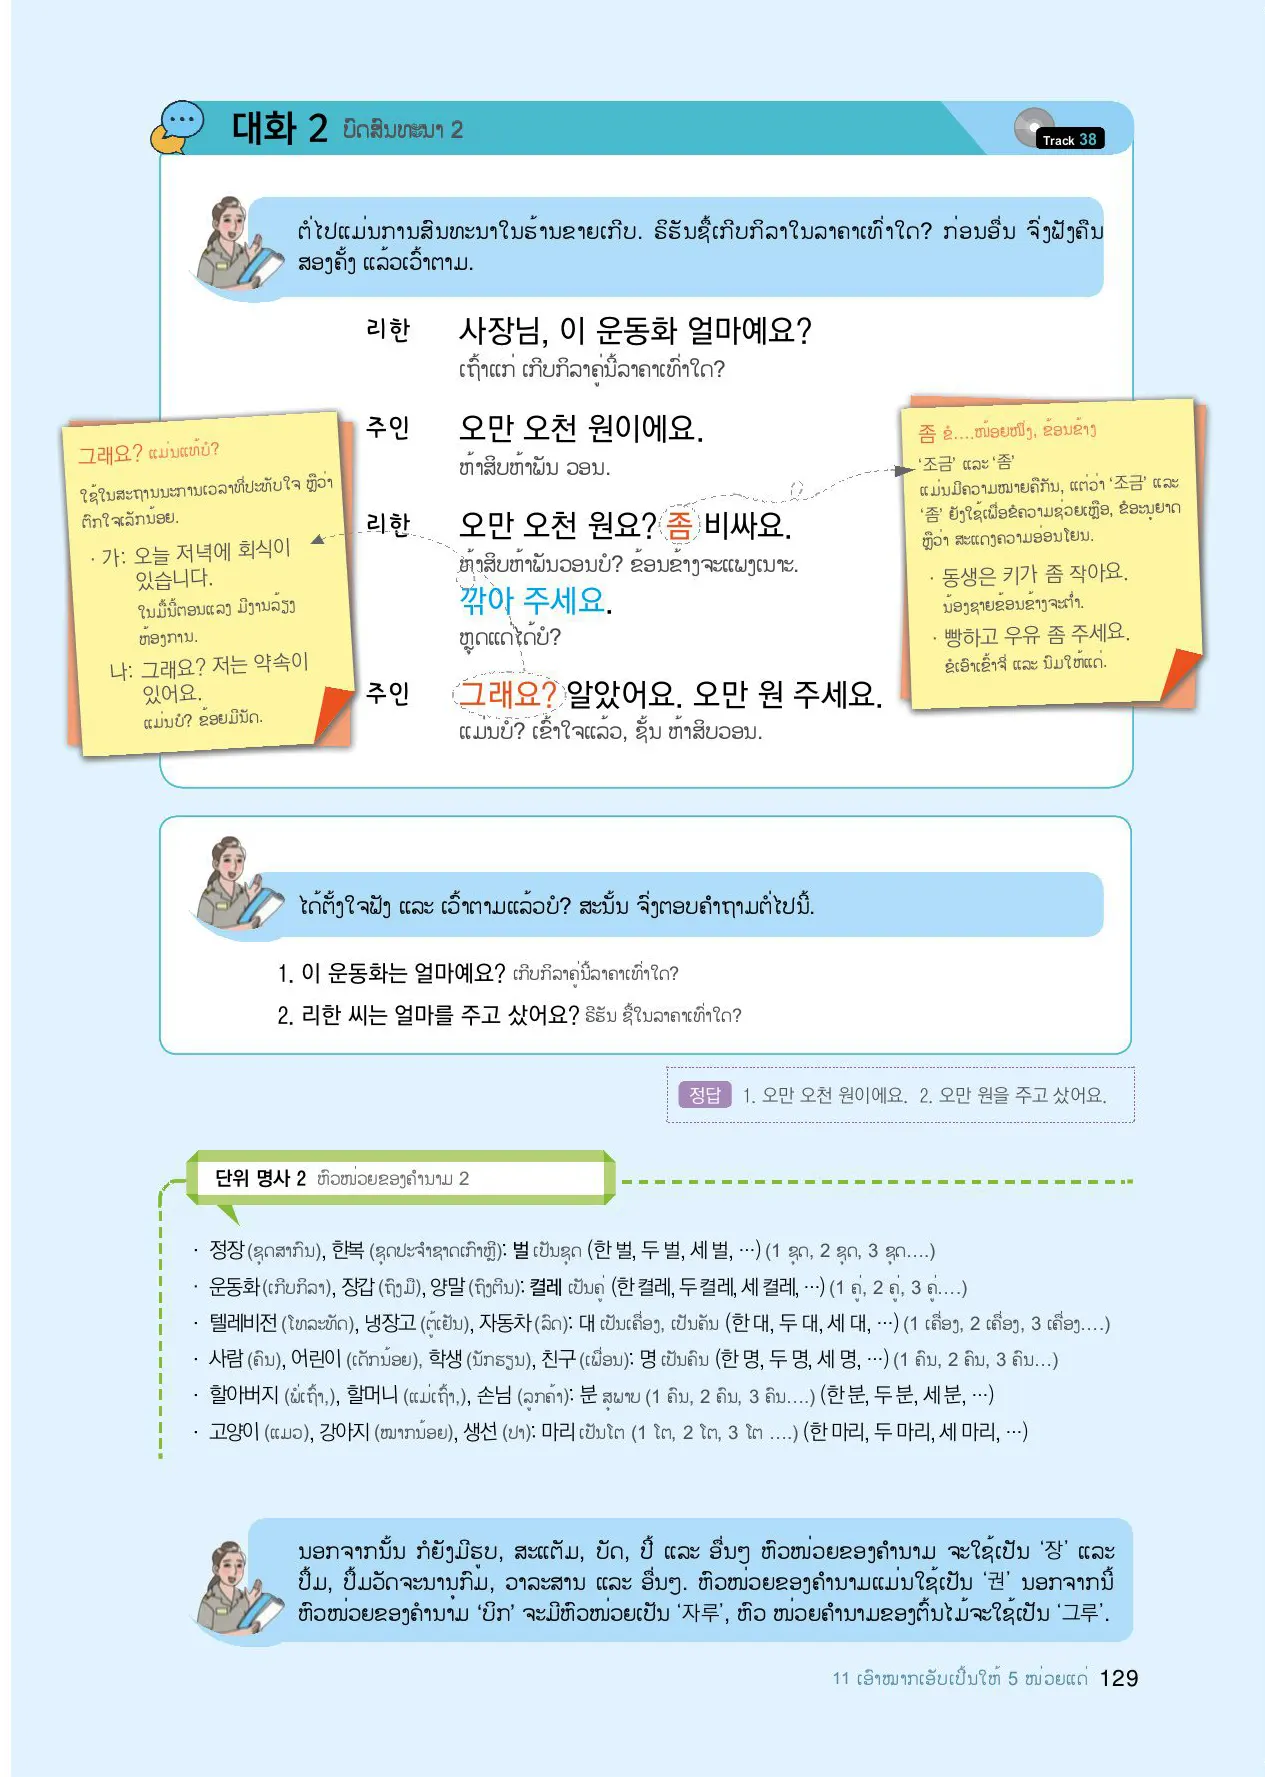 대화 2 ບົດສົນທະນາ 2
Track 38
ຕໍ່ໄປແມ່ນການສົນທະນາໃນຮ້ານຂາຍເກີບ. ຣິຮັນຊື້ເກີບກິລາໃນລາຄາເທົ່າໃດ? ກ່ອນອື່ນ ຈົ່ງຟັງຄືນ
ສອງຄັ້ງ ແລ້ວເວົ້າຕາມ.
리한 사장님, 이 운동화 얼마예요?
ເຖົ້າແກ່ ເກີບກິລາຄູ່ນີ້ລາຄາເທົ່າໃດ?
주인 오만 오천 원이에요.
ຫ້າສິບຫ້າພັນ ວອນ.
리한 오만 오천 원요? 좀 비싸요.
ຫ້າສິບຫ້າພັນວອນບໍ? ຂ້ອນຂ້າງຈະແພງເນາະ.
깎아 주세요.
ຫຼຸດແດ່ໄດ້ບໍ?
주인 그래요? 알았어요. 오만 원 주세요.
ແມ່ນບໍ? ເຂົ້າໃຈແລ້ວ, ຊັ້ນ ຫ້າສິບວອນ.
그래요? ແມ່ນແທ້ບໍ?
ໃຊ້ໃນສະຖານນະການເວລາທີ່ປະທັບໃຈ ຫຼືວ່າ
ຕົກໃຈເລັກນ້ອຍ.
· 가: 오늘 저녁에 회식이
있습니다.
ໃນມື້ນີ້ຕອນແລງ ມີງານລ້ຽງ
ຫ້ອງການ.
나: 그래요? 저는 약속이
있어요.
ແມ່ນບໍ? ຂ້ອຍມີນັດ.
좀 ຂໍ....ໜ້ອຍໜຶ່ງ, ຂ້ອນຂ້າງ
‘조금’ ແລະ ‘좀’
ແມ່ນມີຄວາມໝາຍຄືກັນ, ແຕ່ວ່າ ‘조금’ ແລະ
‘좀’ ຍັງໃຊ້ເພື່ອຂໍຄວາມຊ່ວຍເຫຼືອ, ຂໍອະນຸຍາດ
ຫຼືວ່າ ສະແດງຄວາມອ່ອນໂຍນ.
· 동생은 키가 좀 작아요.
ນ້ອງຊາຍຂ້ອນຂ້າງຈະຕ່ຳ.
· 빵하고 우유 좀 주세요.
ຂໍເອົາເຂົ້າຈີ່ ແລະ ນົມໃຫ້ແດ່.
ໄດ້ຕັ້ງໃຈຟັງ ແລະ ເວົ້າຕາມແລ້ວບໍ? ສະນັ້ນ ຈົ່ງຕອບຄຳຖາມຕໍ່ໄປນີ້.
1. 이 운동화는 얼마예요? ເກີບກິລາຄູ່ນີ້ລາຄາເທົ່າໃດ?
2. 리한 씨는 얼마를 주고 샀어요? ຣິຮັນ ຊື້ໃນລາຄາເທົ່າໃດ?
정답 1. 오만 오천 원이에요. 2. 오만 원을 주고 샀어요.
단위 명사 2 ຫົວໜ່ວຍຂອງຄຳນາມ 2
· 정장 (ຊຸດສາກົນ), 한복 (ຊຸດປະຈຳຊາດເກົາຫຼີ): 벌 ເປັນຊຸດ (한 벌, 두 벌, 세 벌, …) (1 ຊຸດ, 2 ຊຸດ, 3 ຊຸດ....)
· 운동화 (ເກີບກິລາ), 장갑 (ຖົງມື), 양말 (ຖົງຕີນ): 켤레 ເປັນຄູ່ (한 켤레, 두 켤레, 세 켤레, …) (1 ຄູ່, 2 ຄູ່, 3 ຄູ່....)
· 텔레비전 (ໂທລະທັດ), 냉장고 (ຕູ້ເຢັນ), 자동차 (ລົດ): 대 ເປັນເຄື່ອງ, ເປັນຄັນ (한 대, 두 대, 세 대, …) (1 ເຄື່ອງ, 2 ເຄື່ອງ, 3 ເຄື່ອງ....)
· 사람 (ຄົນ), 어린이 (ເດັກນ້ອຍ), 학생 (ນັກຮຽນ), 친구 (ເພື່ອນ): 명 ເປັນຄົນ (한 명, 두 명, 세 명, …) (1 ຄົນ, 2 ຄົນ, 3 ຄົນ...)
· 할아버지 (ພໍ່ເຖົ້າ,), 할머니 (ແມ່ເຖົ້າ,), 손님 (ລູກຄ້າ): 분 ສຸພາບ (1 ຄົນ, 2 ຄົນ, 3 ຄົນ....) (한 분, 두 분, 세 분, …)
· 고양이 (ແມວ), 강아지 (ໝານ້ອຍ), 생선 (ປາ): 마리 ເປັນໂຕ (1 ໂຕ, 2 ໂຕ, 3 ໂຕ ....) (한 마리, 두 마리, 세 마리, …)
ນອກຈາກນັ້ນ ກໍຍັງມີຮູບ, ສະແຕັມ, ບັດ, ປີ້ ແລະ ອື່ນໆ ຫົວໜ່ວຍຂອງຄຳນາມ ຈະໃຊ້ເປັນ ‘장’ ແລະ
ປຶ້ມ, ປຶ້ມວັດຈະນານຸກົມ, ວາລະສານ ແລະ ອື່ນໆ. ຫົວໜ່ວຍຂອງຄຳນາມແມ່ນໃຊ້ເປັນ ‘권’ ນອກຈາກນີ້
ຫົວໜ່ວຍຂອງຄຳນາມ ‘ບິກ’ ຈະມີຫົວໜ່ວຍເປັນ ‘자루’, ຫົວ ໜ່ວຍຄຳນາມຂອງຕົ້ນໄມ້ຈະໃຊ້ເປັນ ‘그루’.
11 ເອົາໝາກເອັບເປິ້ນໃຫ້ 5 ໜ່ວຍແດ່ 129